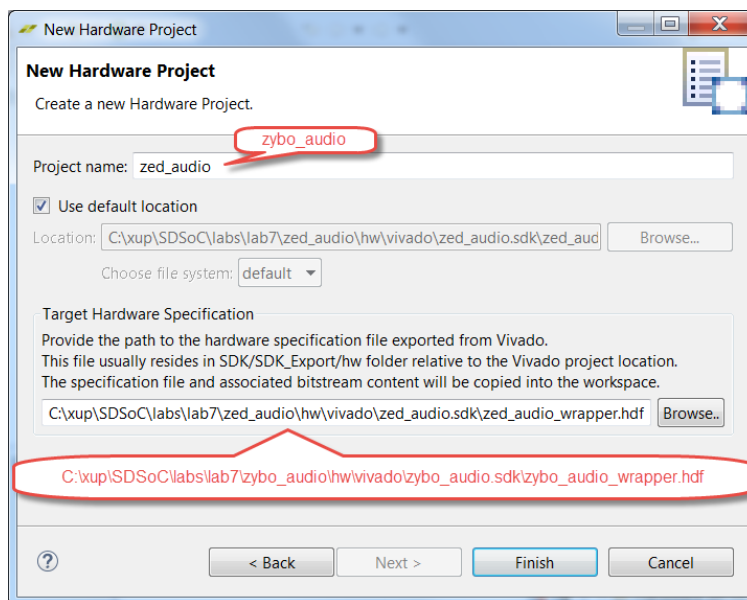 New Hardware Project
New Hardware Project
Create a new Hardware Project.
zybo_audio
Project name: zed_audio
Use default location
Location: C:\xup\SDSoC\labs\lab7\zed_audio\hw\vivado\zed_audio.sdk\zed_aud Browse...
Choose file system: default
Target Hardware Specification
Provide the path to the hardware specification file exported from Vivado.
This file usually resides in SDK/SDK_Export/hw folder relative to the Vivado project location.
The specification file and associated bitstream content will be copied into the workspace.
C:\xup\SDSoC\labs\lab7\zed_audio\hw\vivado\zed_audio.sdk\zed_audio_wrapper.hdf Browse..
C:\xup\SDSoC\labs\lab7\zybo_audio\hw\vivado\zybo_audio.sdk\zybo_audio_wrapper.hdf
? < Back Next > Finish Cancel